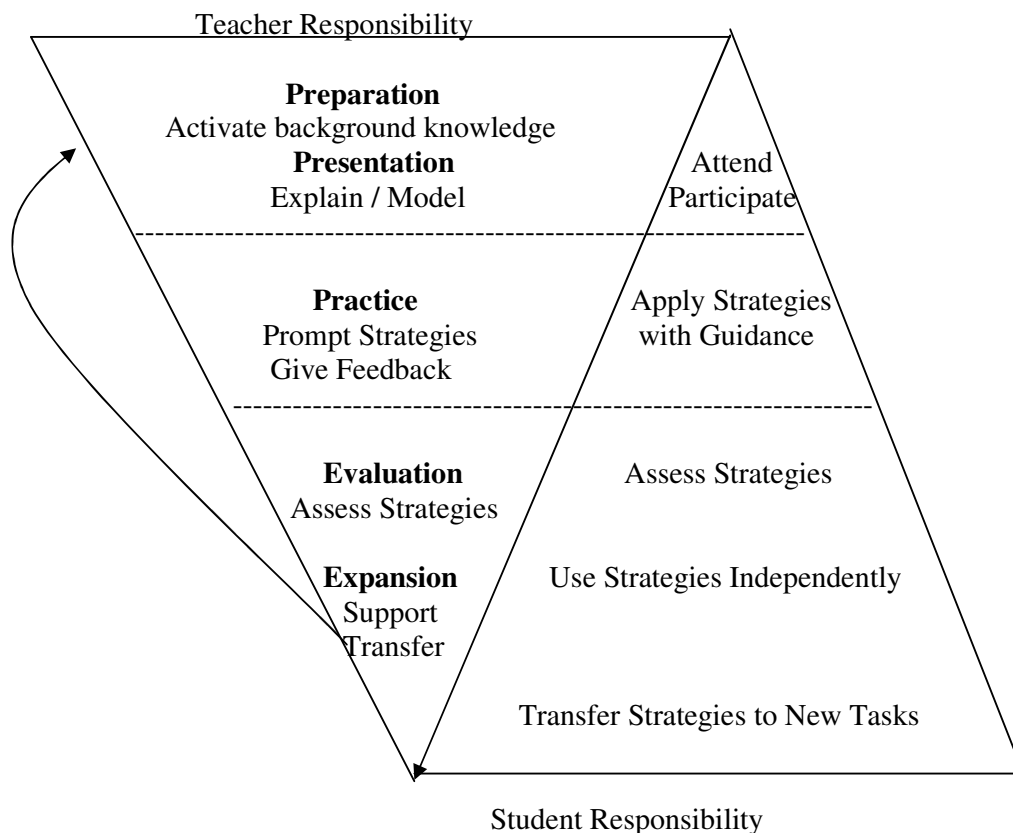 Teacher Responsibility
Preparation
Activate background knowledge
Presentation
Explain / Model
Attend
Participate
Practice
Prompt Strategies
Give Feedback
Apply Strategies
with Guidance
Evaluation
Assess Strategies
Assess Strategies
Expansion
Support
Transfer
Use Strategies Independently
Transfer Strategies to New Tasks
Student Responsibility